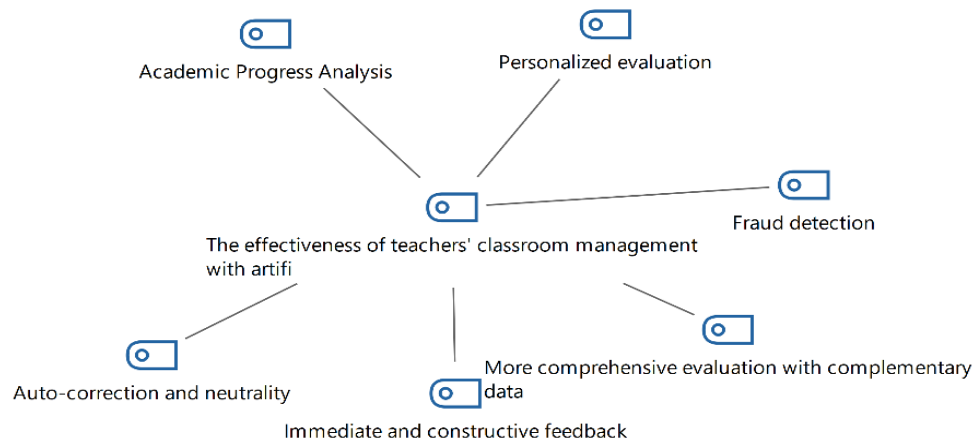 Personalized evaluation
Academic Progress Analysis
Fraud detection
The effectiveness of teachers' classroom management
with artifi
More comprehensive evaluation with complementary
data
Auto-correction and neutrality
Immediate and constructive feedback